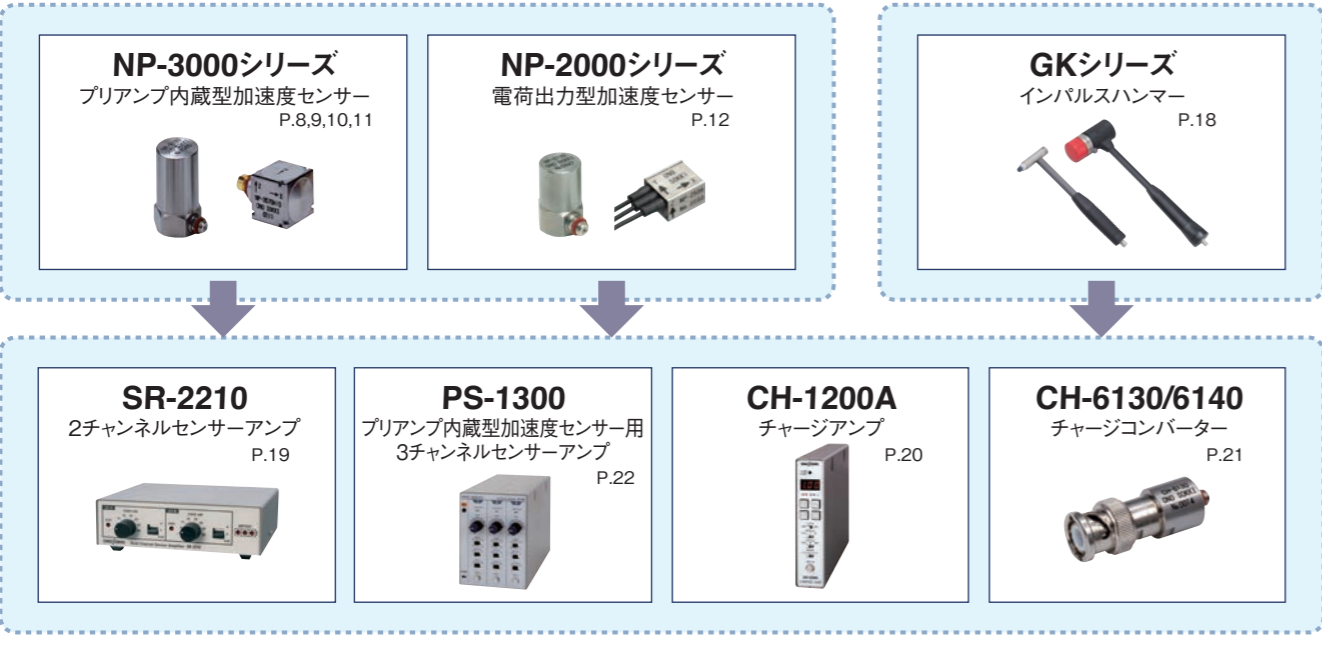 NP-3000シリーズ
プリアンプ内蔵型加速度センサー
P.8,9,10,11
NP-2000シリーズ
電荷出力型加速度センサー
P.12
GKシリーズ
インパルスハンマー
P.18
SR-2210
2チャンネルセンサーアンプ
P.19
PS-1300
プリアンプ内蔵型加速度センサー用
3チャンネルセンサーアンプ
P.22
CH-1200A
チャージアンプ
P.20
CH-6130/6140
チャージコンバーター
P.21